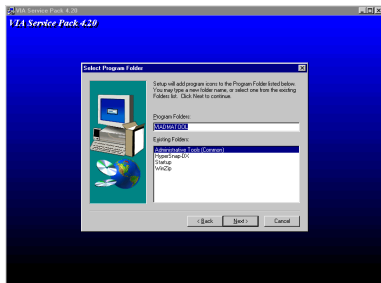 VIA Service Pack 4.20
VIA Service Pack 4.20
Select Program Folder
Setup will add program icons to the Program Folder listed below.
You may type a new folder name, or select one from the existing
Folders list. Click Next to continue.
Program Folders:
VIADMATOOL
Existing Folders:
Administrative Tools (Common)
HyperSnap-DX
Startup
WinZip
< Back
Next >
Cancel